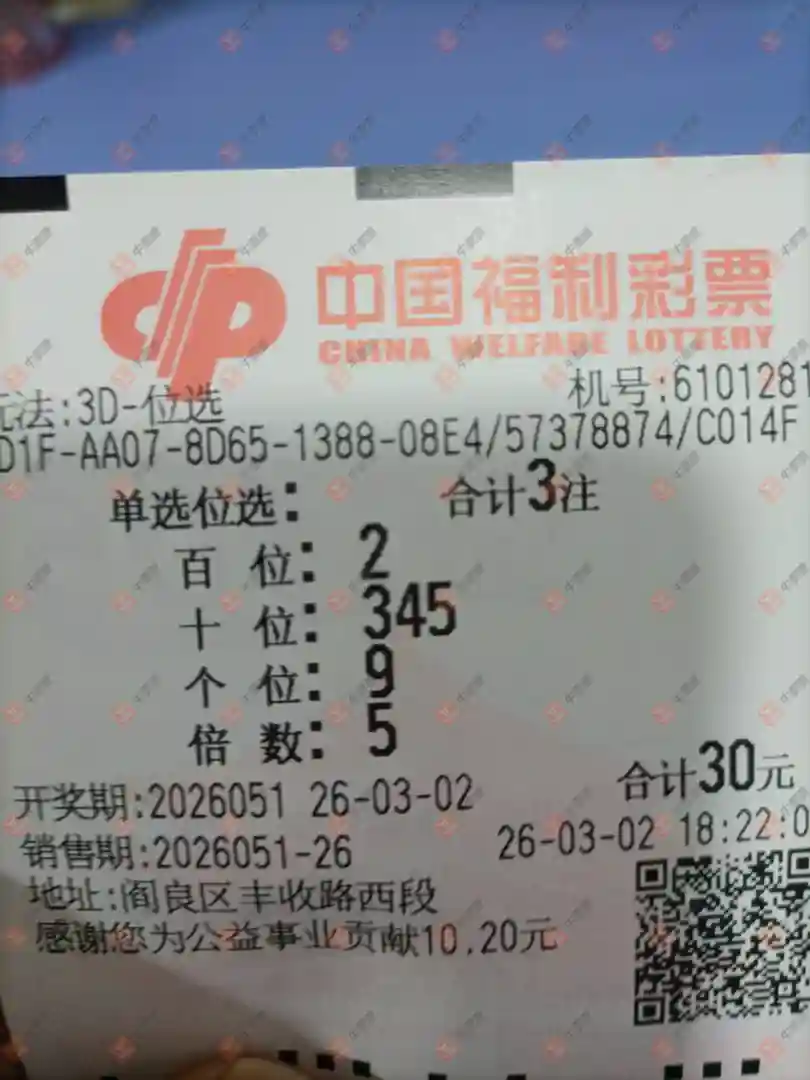 中国福利彩票
CHINA WELFARE LOTTERY
玩法:3D-位选 机号:6101281
D1F-AA07-8D65-1388-08E4/57378874/C014F
单选位选: 合计3注
百 位: 2
十 位: 345
个 位: 9
倍 数: 5
合计30元
开奖期:2026051 26-03-02
销售期:2026051-26 26-03-02 18:22:0
地址:阎良区丰收路西段
感谢您为公益事业贡献10.20元